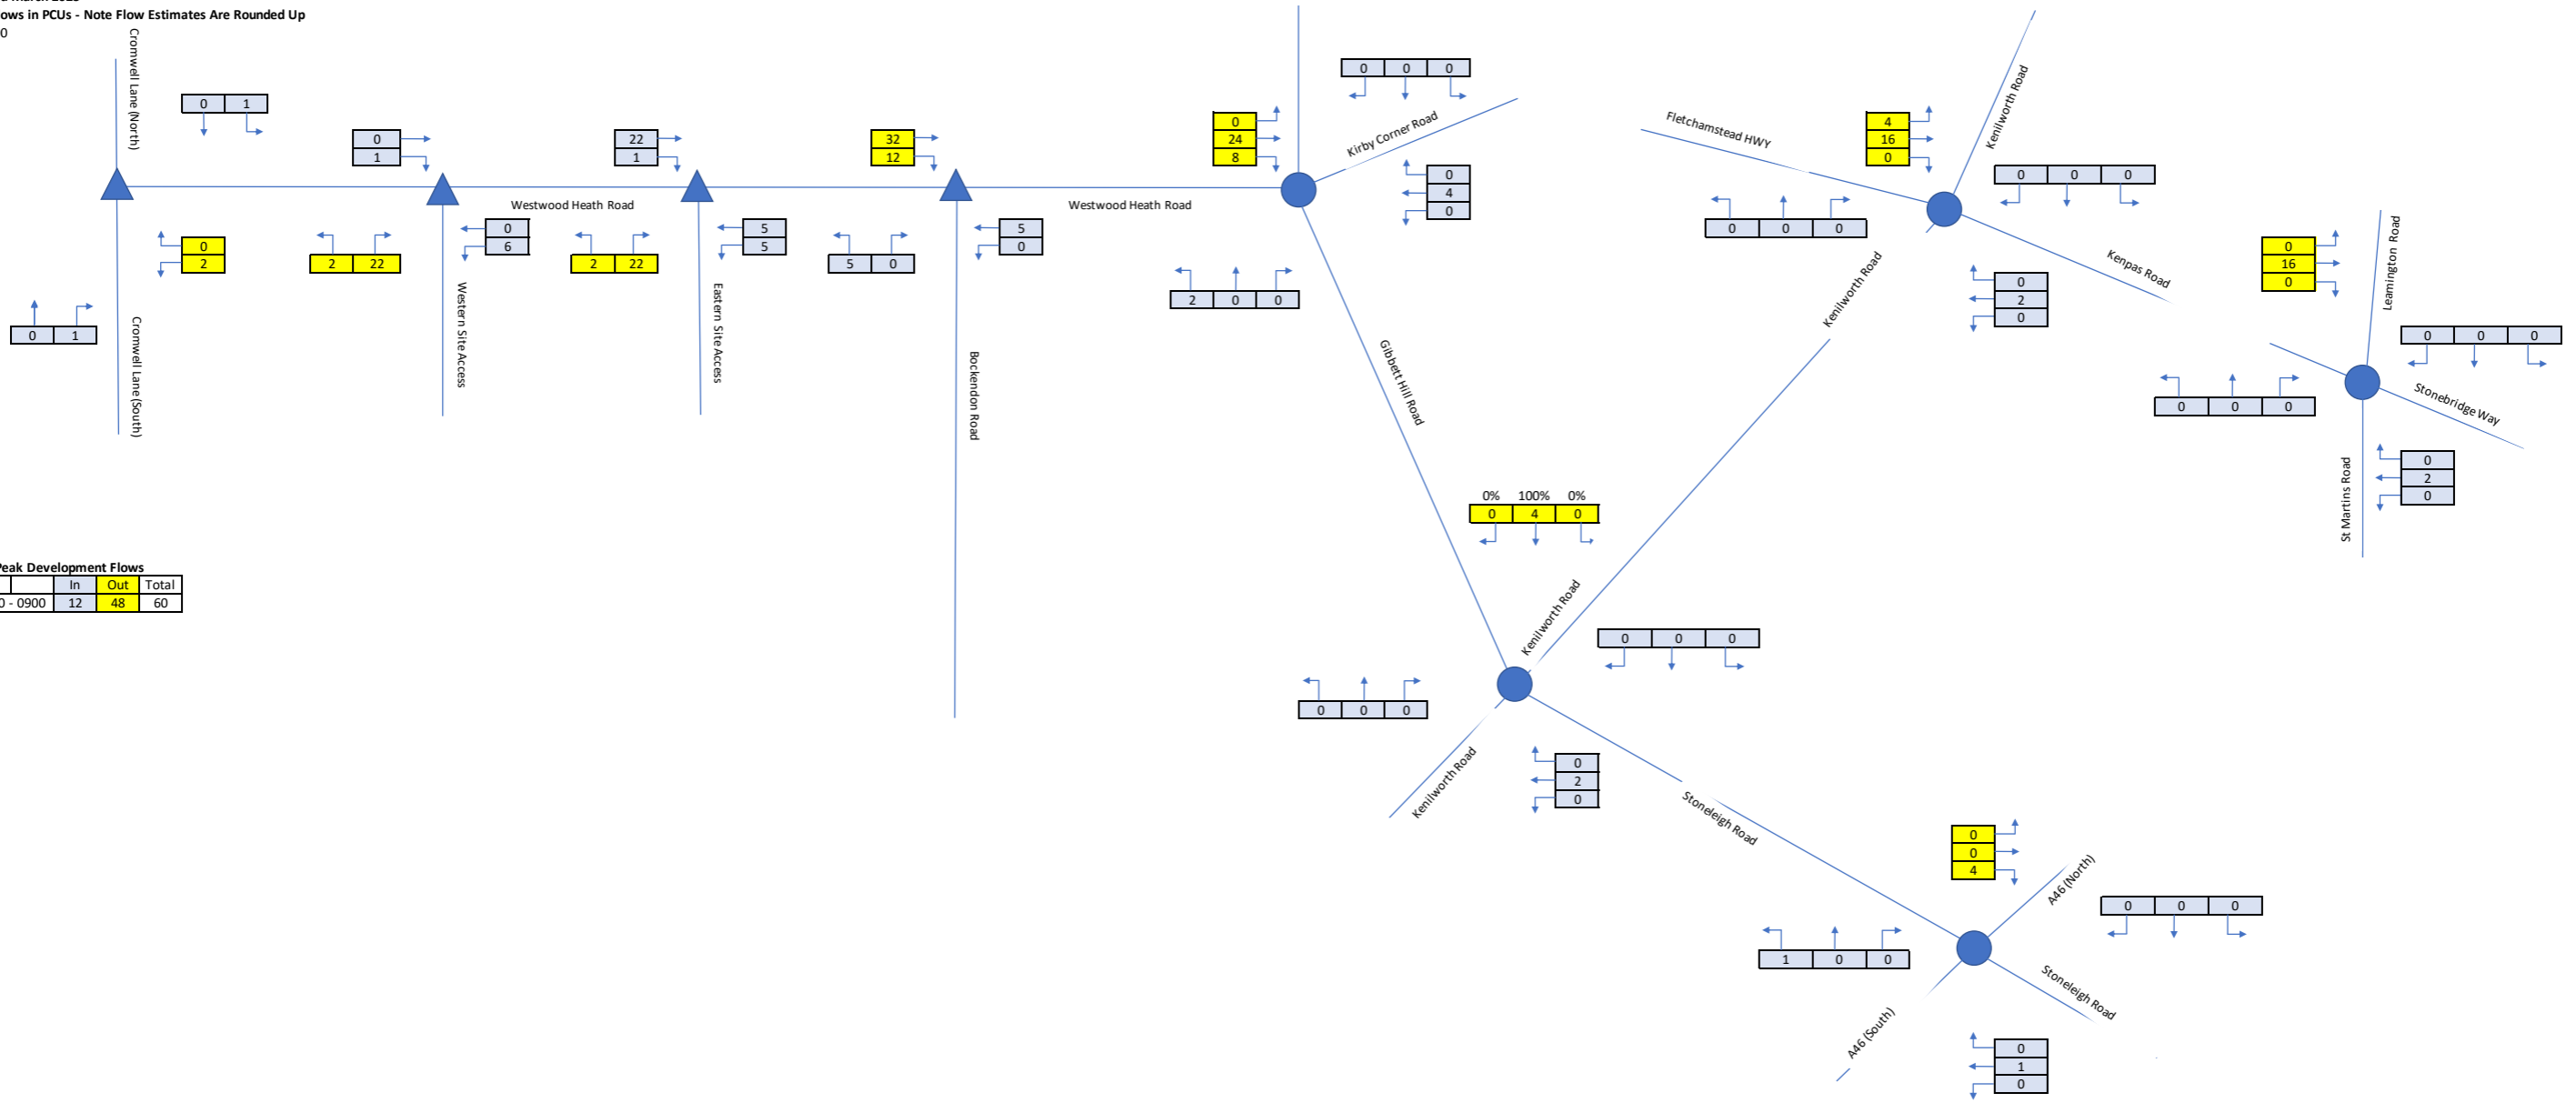 ows in PCUs - Note Flow Estimates Are Rounded Up
0
Cromwell Lane (North)
0 1
0
1
22
1
32
12
0
24
8
0 0 0
Kirby Corner Road
0
4
0
Fletchamstead HWY
4
16
0
Kenilworth Road
0 0 0
Westwood Heath Road
Westwood Heath Road
0
2
2 22
0
6
2 22
5
5
5 0
5
0
2 0 0
0 0 0
Kenilworth Road
0
2
0
Kenpas Road
0
16
0
Leamington Road
0 0 0
0 0 0
Stonebridge Way
0
2
0
St Martins Road
0 1
Cromwell Lane (South)
Western Site Access
Eastern Site Access
Bockendon Road
Gibbett Hill Road
0% 100% 0%
0 4 0
Peak Development Flows
In Out Total
0 - 0900 12 48 60
Kenilworth Road
0 0 0
0 0 0
Kenilworth Road
0
2
0
Stoneleigh Road
0
0
4
A46 (North)
0 0 0
1 0 0
Stoneleigh Road
A46 (South)
0
1
0